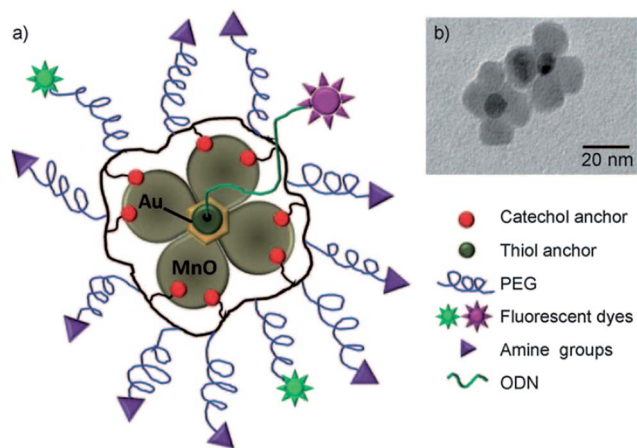 a)
Au
MnO
b)
20 nm
Catechol anchor
Thiol anchor
PEG
Fluorescent dyes
Amine groups
ODN